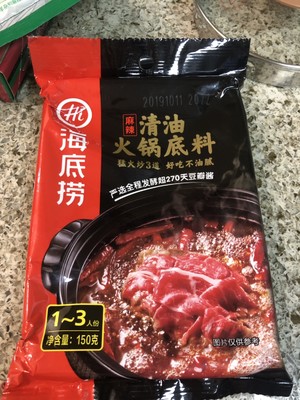 20191011
Hi
海底捞
麻辣
清油
火锅底料
猛火炒3遍 好吃不油腻
严选全程发酵超270天豆瓣酱
1~3人份
净含量：150克
图片仅供参考